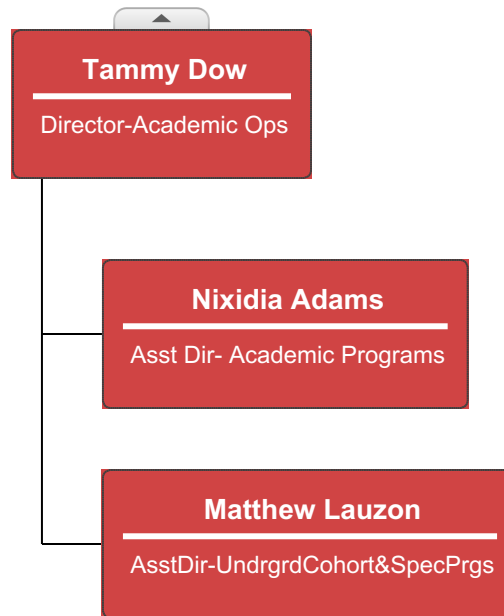 Tammy Dow
Director-Academic Ops
Nixidia Adams
Asst Dir- Academic Programs
Matthew Lauzon
AsstDir-UndrgrdCohort&SpecPrgs